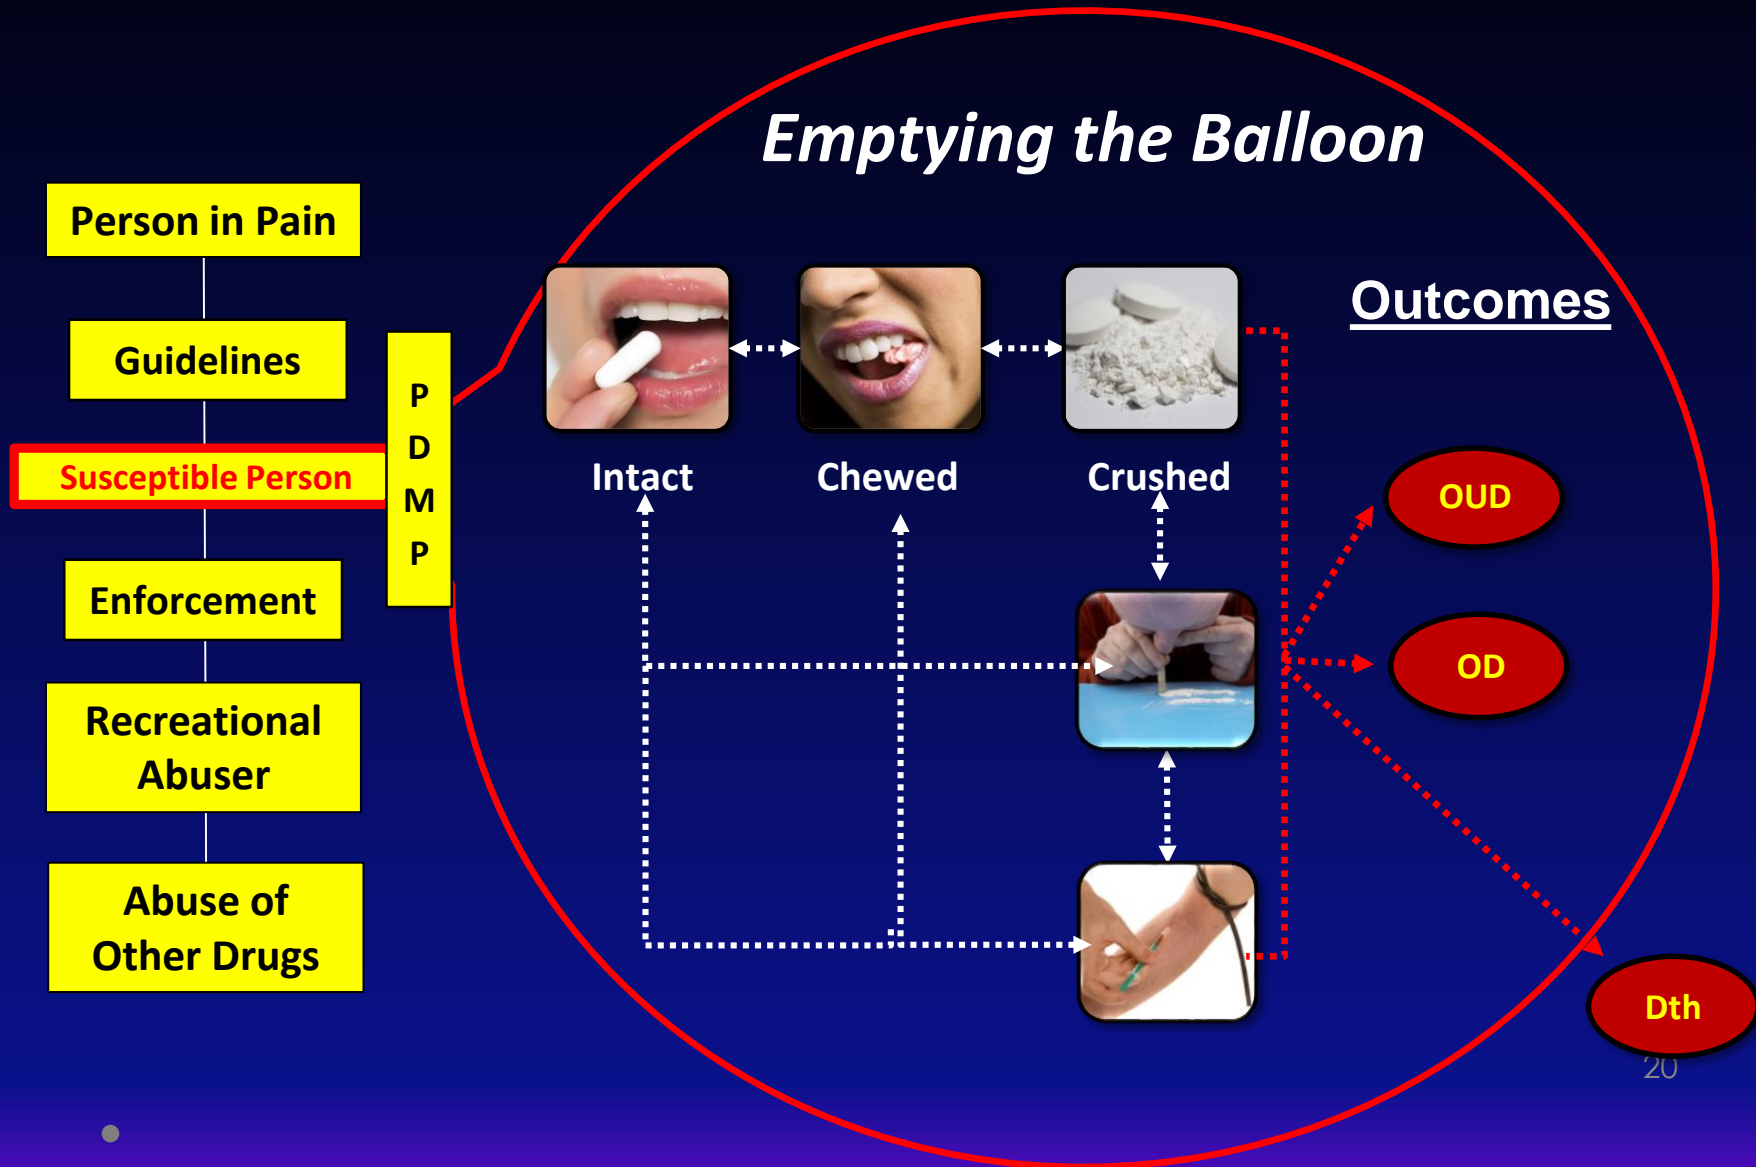 Emptying the Balloon
Person in Pain
Guidelines
Susceptible Person
Enforcement
Recreational
Abuser
Abuse of
Other Drugs
P
D
M
P
Intact
Chewed
Crushed
Outcomes
OUD
OD
Dth
20